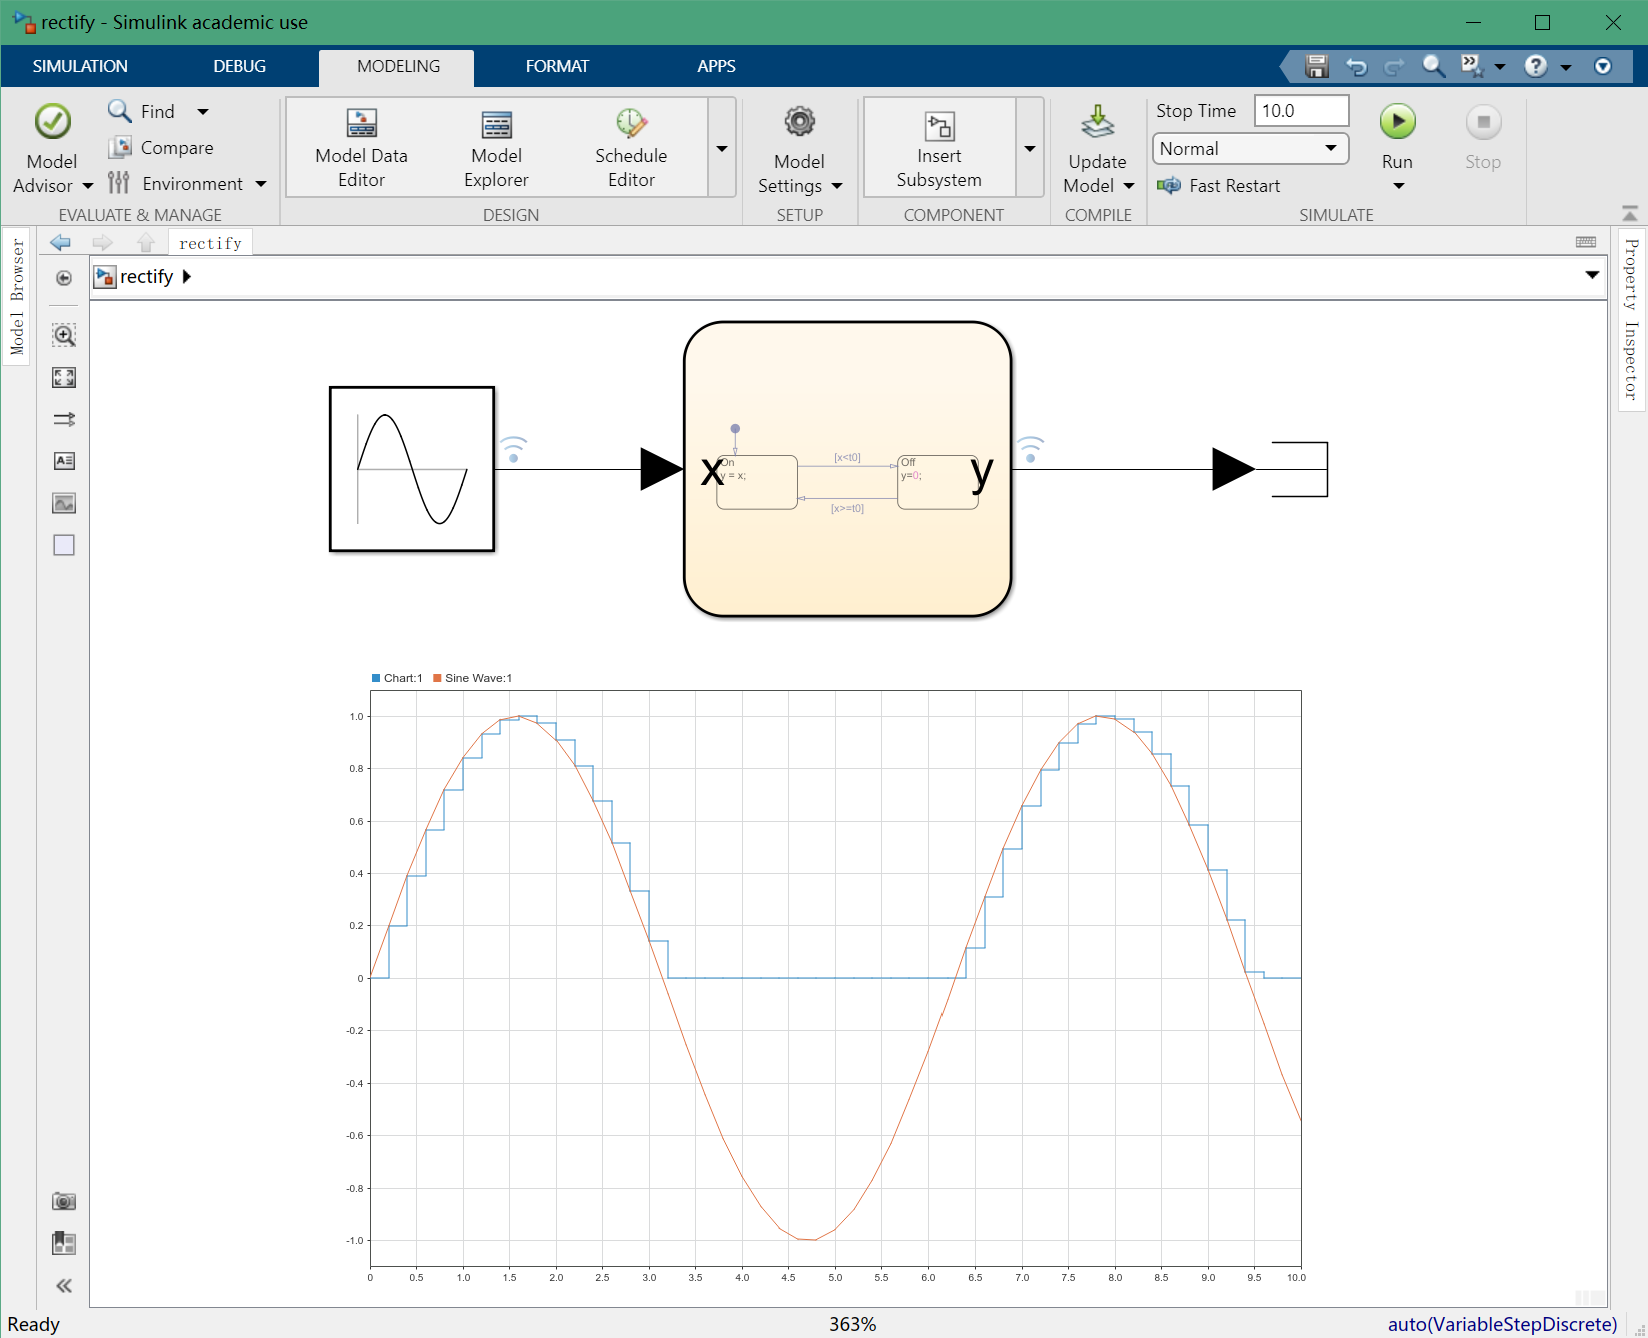 rectify - Simulink academic use
SIMULATION DEBUG MODELING FORMAT APPS
Model Advisor
Find
Compare
Environment
EVALUATE & MANAGE
Model Data Editor
Model Explorer
Schedule Editor
DESIGN
Model Settings
SETUP
Insert Subsystem
COMPONENT
Update Model
COMPILE
Stop Time 10.0
Normal
Fast Restart
Run
Stop
SIMULATE
Model Browser
rectify
rectify
Property Inspector
x
On
y = x;
[x<t0]
[x>=t0]
Off
y=0;
y
Chart:1 Sine Wave:1
1.0
0.8
0.6
0.4
0.2
0
-0.2
-0.4
-0.6
-0.8
-1.0
0 0.5 1.0 1.5 2.0 2.5 3.0 3.5 4.0 4.5 5.0 5.5 6.0 6.5 7.0 7.5 8.0 8.5 9.0 9.5 10.0
Ready 363% auto(VariableStepDiscrete)